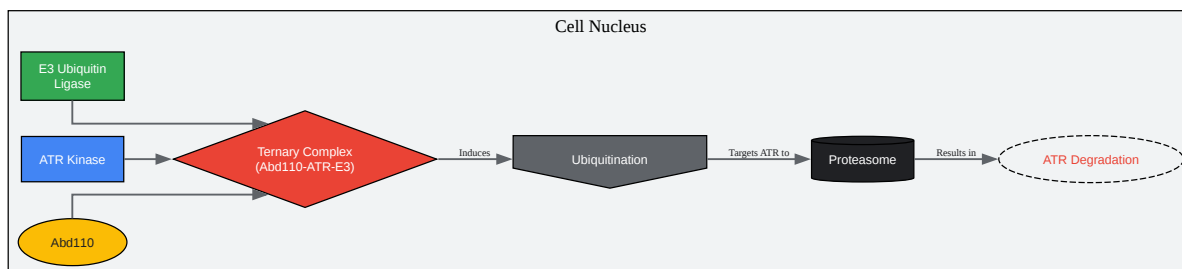 Cell Nucleus
E3 Ubiquitin
Ligase
ATR Kinase
Abd110
Ternary Complex
(Abd110-ATR-E3)
Induces
Ubiquitination
Targets ATR to
Proteasome
Results in
ATR Degradation